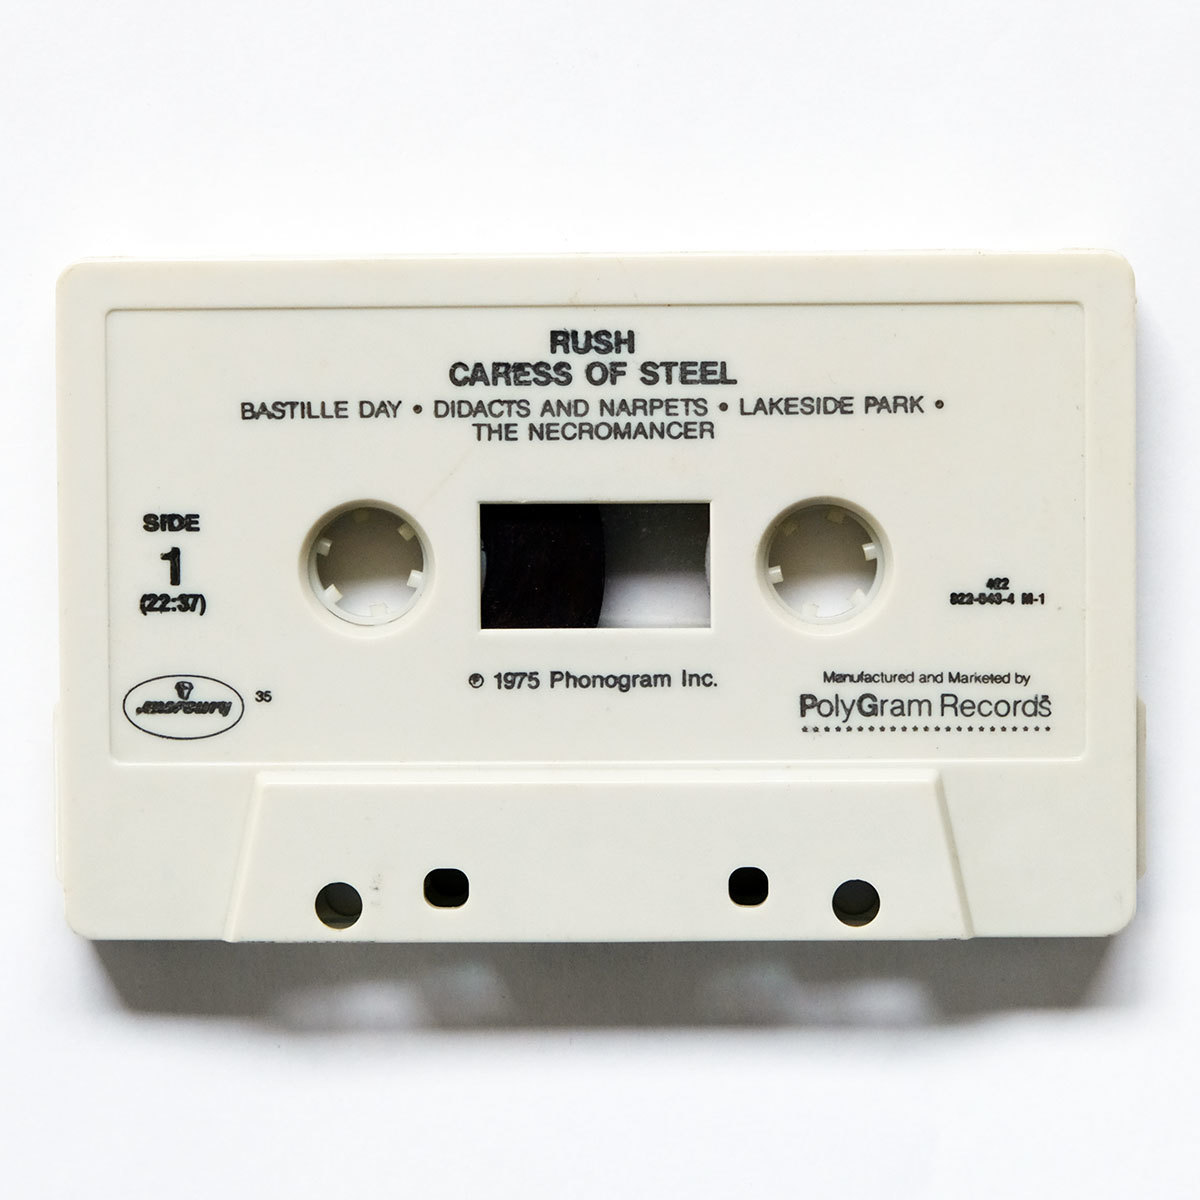 RUSH
CARESS OF STEEL
BASTILLE DAY • DIDACTS AND NARPETS • LAKESIDE PARK •
THE NECROMANCER
SIDE
1
(22:37)
422
822-543-4 M-1
℗ 1975 Phonogram Inc.
Manufactured and Marketed by
PolyGram Records
mercury
35